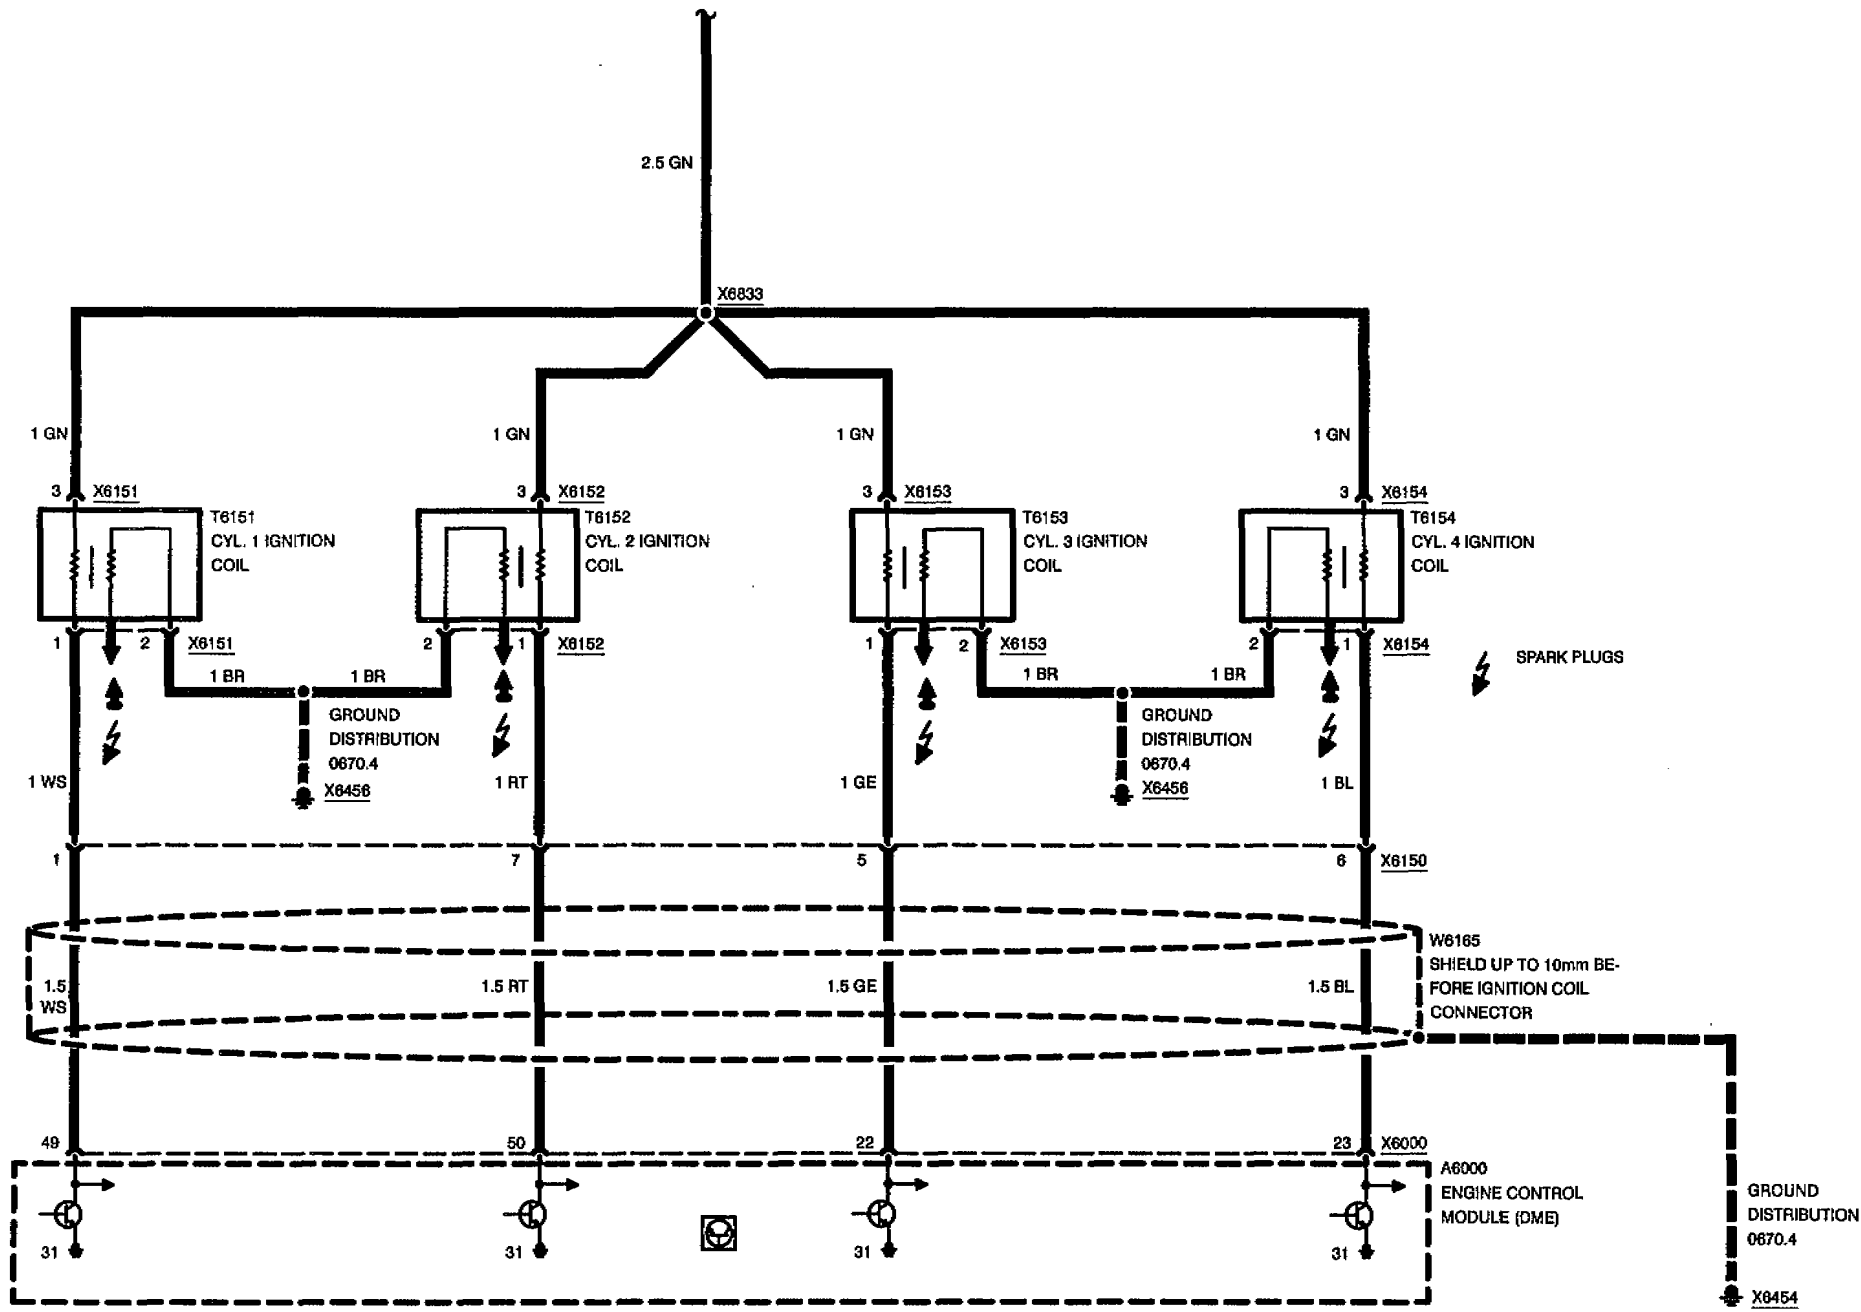 2.5 GN
X6833
1 GN
1 GN
1 GN
1 GN
3 X6151
3 X6152
3 X6153
3 X6154
T6151
CYL. 1 IGNITION
COIL
T6152
CYL. 2 IGNITION
COIL
T6153
CYL. 3 IGNITION
COIL
T6154
CYL. 4 IGNITION
COIL
1 2 X6151
2 1 X6152
1 2 X6153
2 1 X6154
1 BR
1 BR
1 BR
1 BR
SPARK PLUGS
GROUND
DISTRIBUTION
0670.4
X6456
GROUND
DISTRIBUTION
0670.4
X6456
1 WS
1 RT
1 GE
1 BL
1
7
5
6 X6150
W6165
SHIELD UP TO 10mm BE-
FORE IGNITION COIL
CONNECTOR
1.5
WS
1.5 RT
1.5 GE
1.5 BL
49
50
22
23 X6000
A6000
ENGINE CONTROL
MODULE (DME)
31
31
31
31
GROUND
DISTRIBUTION
0670.4
X6454